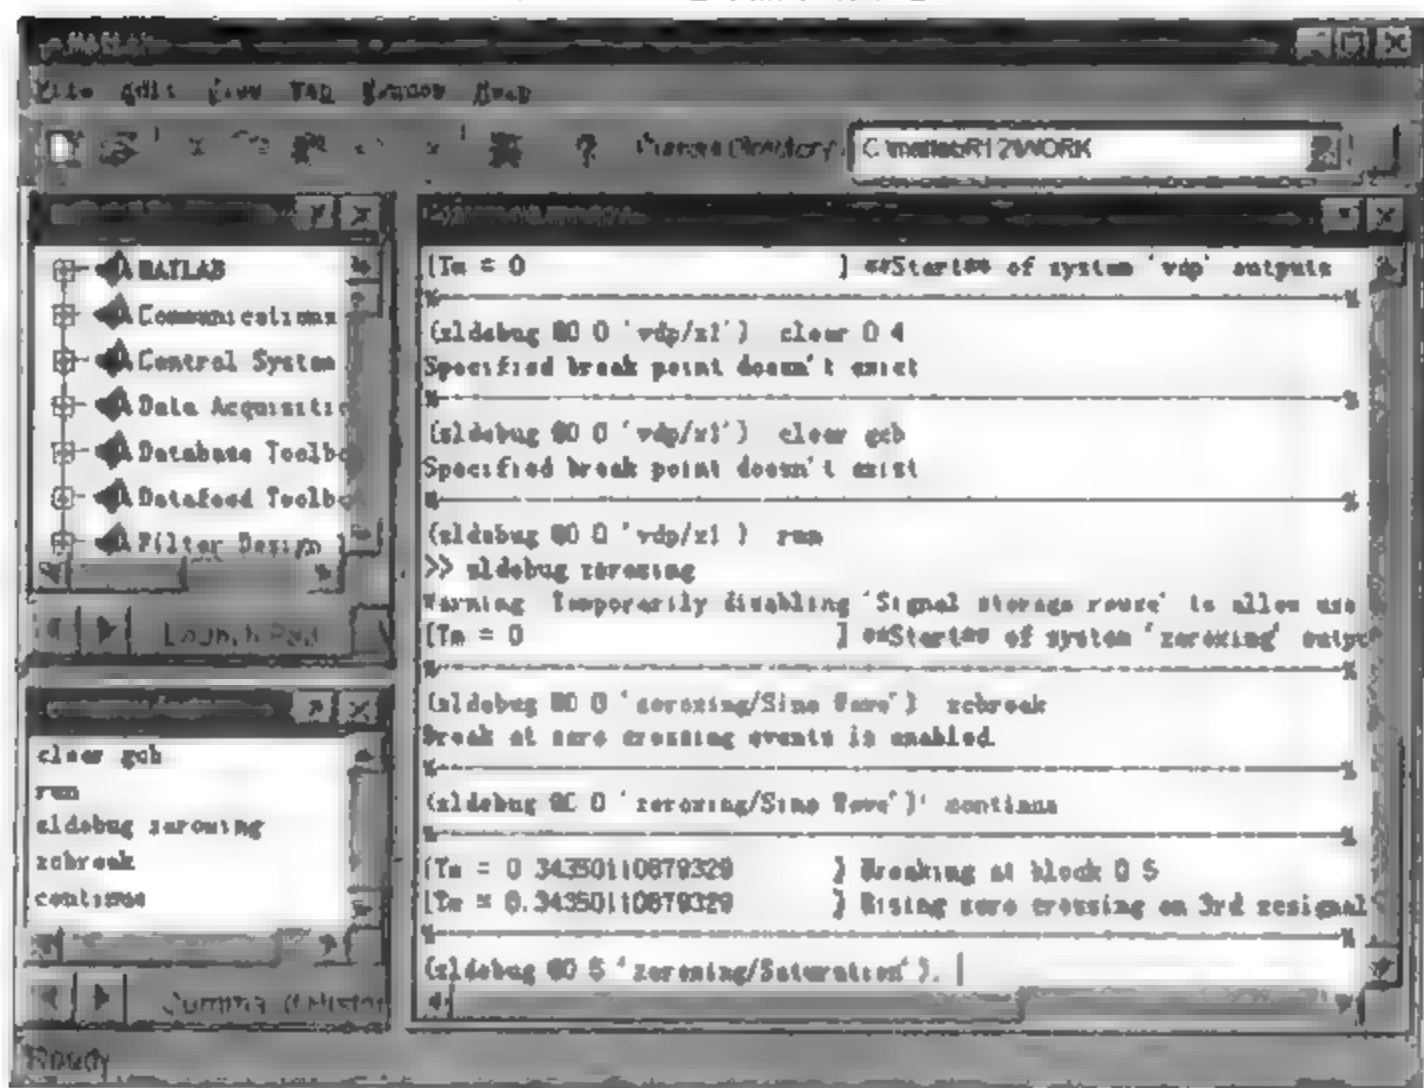 MATLAB
File Edit View Web Window Help
Current Directory: C:\matlabR12\WORK
MATLAB
Communications
Control System
Data Acquisitio
Database Toolbo
Datafeed Toolbo
Filter Design
Launch Pad
clear gcb
run
sldebug zeroxing
zcbreak
continue
Ready
[Tm = 0 ] **Start** of system 'vdp' outputs
%------------------------------------------------%
(sldebug @0:0 'vdp/x1'): clear 0:4
Specified break point doesn't exist
%------------------------------------------------%
(sldebug @0:0 'vdp/x1'): clear gcb
Specified break point doesn't exist
%------------------------------------------------%
(sldebug @0:0 'vdp/x1'): run
>> sldebug zeroxing
Warning: Temporarily disabling 'Signal storage reuse' to allow use
[Tm = 0 ] **Start** of system 'zeroxing' outpu
%------------------------------------------------%
(sldebug @0:0 'zeroxing/Sine Wave'): zcbreak
Break at zero crossing events is enabled.
%------------------------------------------------%
(sldebug @0:0 'zeroxing/Sine Wave'): continue
%------------------------------------------------%
[Tm = 0.34350110879329 ] Breaking at block 0:5
[Tm = 0.34350110879329 ] Rising zero crossing on 3rd zcsignal
%------------------------------------------------%
(sldebug @0:5 'zeroxing/Saturation'):